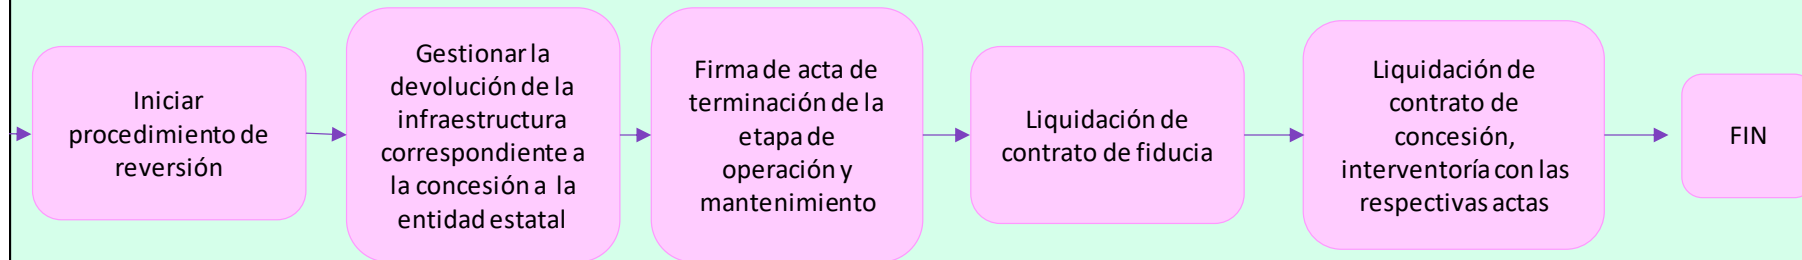 Iniciar
procedimiento de
reversión
Gestionar la
devolución de la
infraestructura
correspondiente a
la concesión a la
entidad estatal
Firma de acta de
terminación de la
etapa de
operación y
mantenimiento
Liquidación de
contrato de fiducia
Liquidación de
contrato de
concesión,
interventoría con las
respectivas actas
FIN